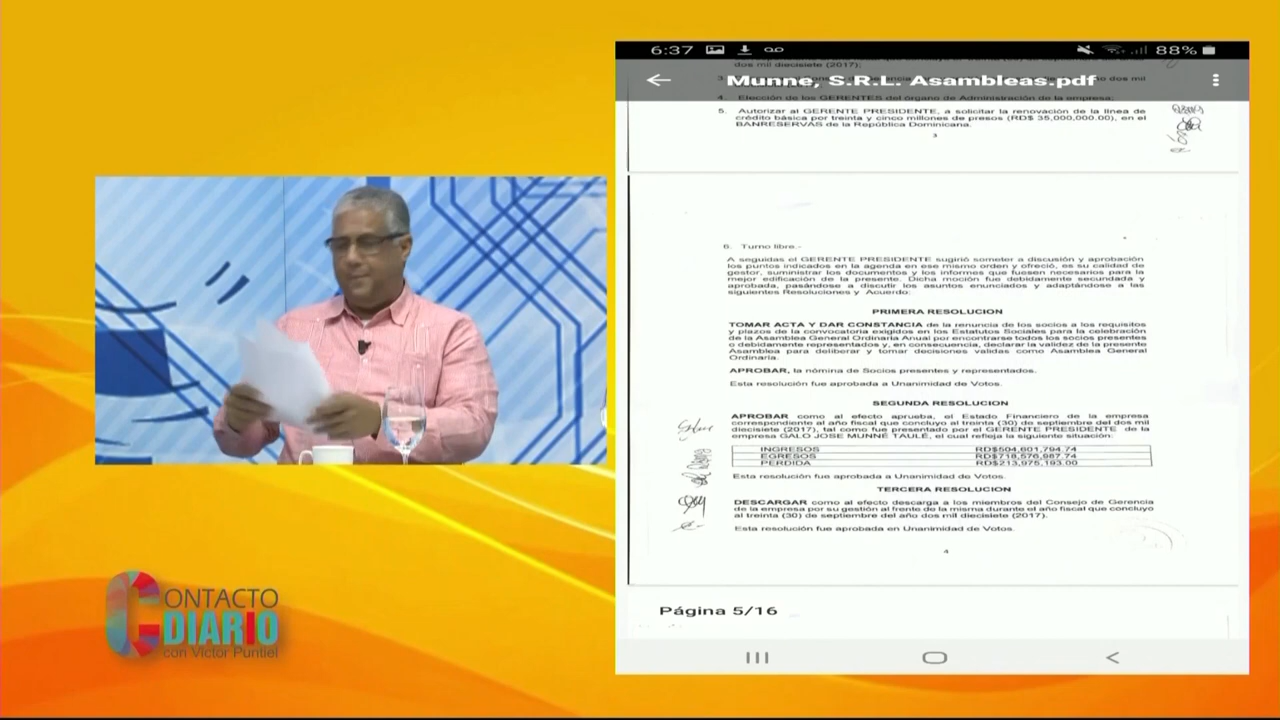 6:37
88%
dos mil diecisiete (2017);
Munne, S.R.L. Asambleas.pdf
4. Elección de los GERENTES del órgano de Administración de la empresa;
5. Autorizar al GERENTE PRESIDENTE, a solicitar la renovación de la línea de
crédito básica por treinta y cinco millones de presos (RD$ 35,000,000.00), en el
BANRESERVAS de la República Dominicana.
3
6. Turno libre.-
A seguidas el GERENTE PRESIDENTE sugirió someter a discusión y aprobación
los puntos indicados en la agenda en ese mismo orden y ofreció, es su calidad de
gestor, suministrar los documentos y los informes que fuesen necesarios para la
mejor edificación de la presente. Dicha moción fue debidamente secundada y
aprobada, pasándose a discutir los asuntos enunciados y adaptándose a las
siguientes Resoluciones y Acuerdo:
PRIMERA RESOLUCION
TOMAR ACTA Y DAR CONSTANCIA de la renuncia de los socios a los requisitos
y plazos de la convocatoria exigidos en los Estatutos Sociales para la celebración
de la Asamblea General Ordinaria Anual por encontrarse todos los socios presentes
o debidamente representados y, en consecuencia, declarar la validez de la presente
Asamblea para deliberar y tomar decisiones validas como Asamblea General
Ordinaria.
APROBAR, la nómina de Socios presentes y representados.
Esta resolución fue aprobada a Unanimidad de Votos.
SEGUNDA RESOLUCION
APROBAR como al efecto aprueba, el Estado Financiero de la empresa
correspondiente al año fiscal que concluyo al treinta (30) de septiembre del dos mil
diecisiete (2017), tal como fue presentado por el GERENTE PRESIDENTE de la
empresa GALO JOSE MUNNÉ TAULÉ, el cual refleja la siguiente situación:
INGRESOS RD$504,601,794.74
EGRESOS RD$718,576,987.74
PERDIDA RD$213,975,193.00
Esta resolución fue aprobada a Unanimidad de Votos.
TERCERA RESOLUCION
DESCARGAR como al efecto descarga a los miembros del Consejo de Gerencia
de la empresa por su gestión al frente de la misma durante el año fiscal que concluyo
al treinta (30) de septiembre del año dos mil diecisiete (2017).
Esta resolución fue aprobada en Unanimidad de Votos.
4
Página 5/16
CONTACTO
DIARIO
con Víctor Puntiel